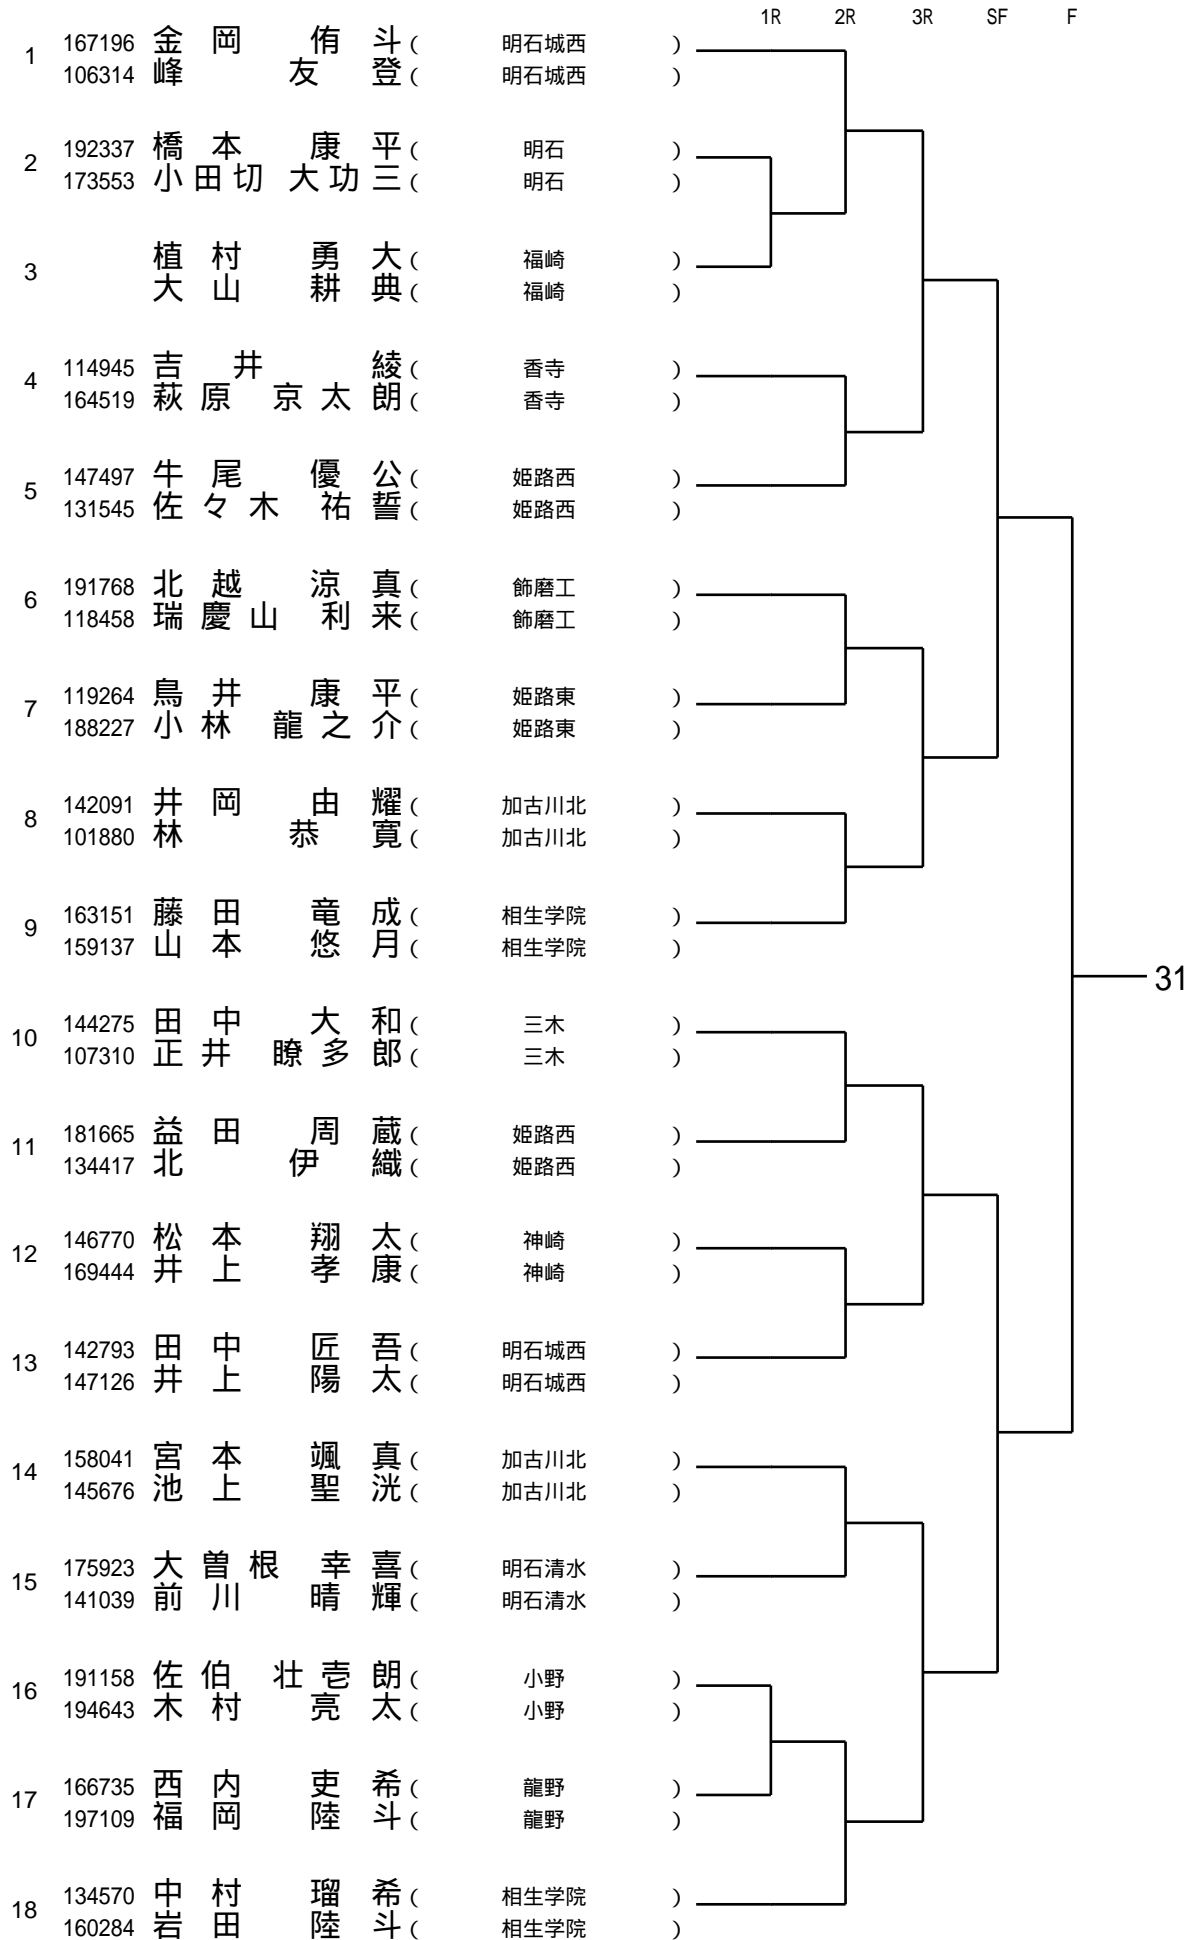 1R 2R 3R SF F
1 167196 金岡 侑斗 ( 明石城西 )
106314 峰 友登 ( 明石城西 )
2 192337 橋本 康平 ( 明石 )
173553 小田切 大功三 ( 明石 )
3 植村 勇大 ( 福崎 )
大山 耕典 ( 福崎 )
4 114945 吉井 綾 ( 香寺 )
164519 萩原 京太朗 ( 香寺 )
5 147497 牛尾 優公 ( 姫路西 )
131545 佐々木 祐誓 ( 姫路西 )
6 191768 北越 涼真 ( 飾磨工 )
118458 瑞慶山 利来 ( 飾磨工 )
7 119264 鳥井 康平 ( 姫路東 )
188227 小林 龍之介 ( 姫路東 )
8 142091 井岡 由耀 ( 加古川北 )
101880 林 恭寛 ( 加古川北 )
9 163151 藤田 竜成 ( 相生学院 )
159137 山本 悠月 ( 相生学院 )
31
10 144275 田中 大和 ( 三木 )
107310 正井 瞭多郎 ( 三木 )
11 181665 益田 周蔵 ( 姫路西 )
134417 北 伊織 ( 姫路西 )
12 146770 松本 翔太 ( 神崎 )
169444 井上 孝康 ( 神崎 )
13 142793 田中 匠吾 ( 明石城西 )
147126 井上 陽太 ( 明石城西 )
14 158041 宮本 颯真 ( 加古川北 )
145676 池上 聖洸 ( 加古川北 )
15 175923 大曽根 幸喜 ( 明石清水 )
141039 前川 晴輝 ( 明石清水 )
16 191158 佐伯 壮壱朗 ( 小野 )
194643 木村 亮太 ( 小野 )
17 166735 西内 吏希 ( 龍野 )
197109 福岡 陸斗 ( 龍野 )
18 134570 中村 瑠希 ( 相生学院 )
160284 岩田 陸斗 ( 相生学院 )